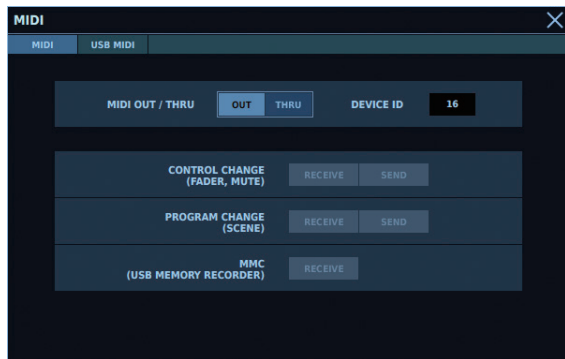 MIDI
MIDI USB MIDI
MIDI OUT / THRU OUT THRU DEVICE ID 16
CONTROL CHANGE
(FADER, MUTE)
RECEIVE SEND
PROGRAM CHANGE
(SCENE)
RECEIVE SEND
MMC
(USB MEMORY RECORDER)
RECEIVE